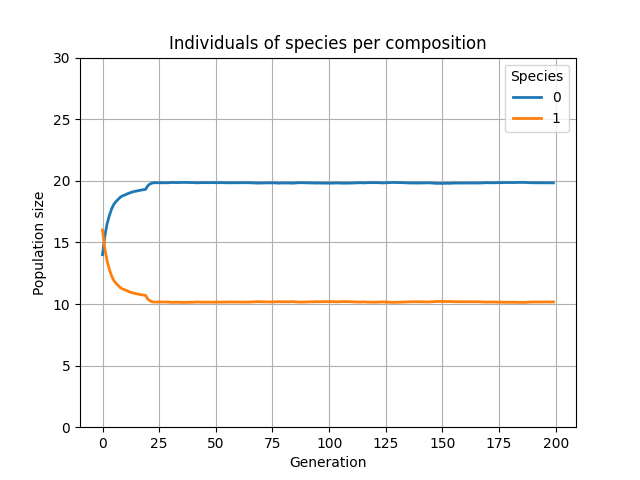 Individuals of species per composition
Species
0
1
Population size
30
25
20
15
10
5
0
0 25 50 75 100 125 150 175 200
Generation